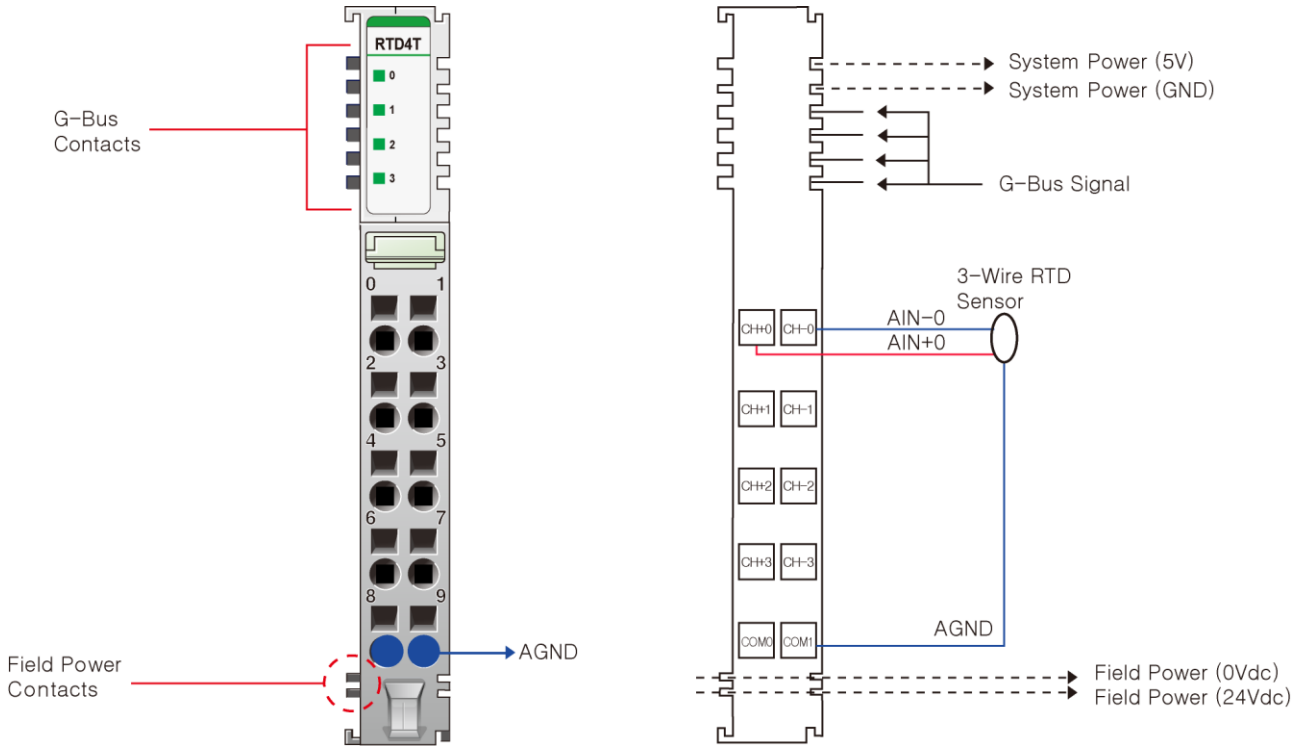 RTD4T
0
1
2
3
G-Bus
Contacts
0 1
2 3
4 5
6 7
8 9
AGND
Field Power
Contacts
System Power (5V)
System Power (GND)
G-Bus Signal
3-Wire RTD
Sensor
CH+0 CH-0 AIN-0
AIN+0
CH+1 CH-1
CH+2 CH-2
CH+3 CH-3
COM0 COM1 AGND
Field Power (0Vdc)
Field Power (24Vdc)